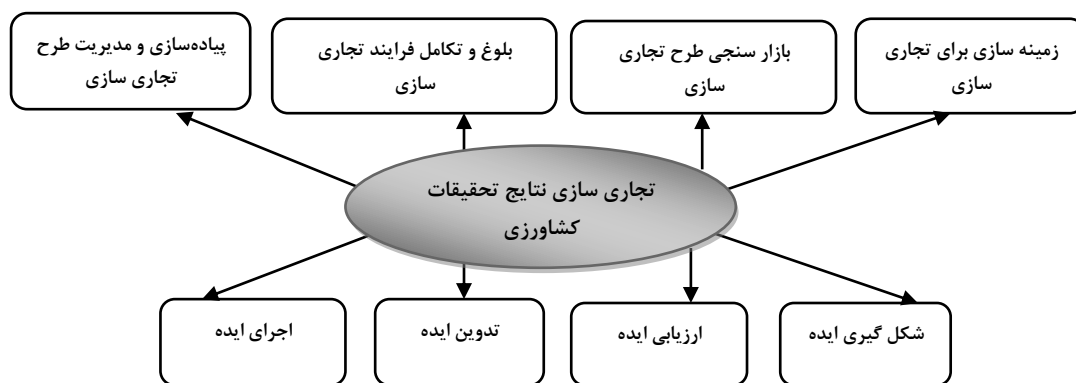 زمینه سازی برای تجاری
سازی
بازار سنجی طرح تجاری
سازی
بلوغ و تکامل فرایند تجاری
سازی
پیاده‌سازی و مدیریت طرح
تجاری سازی
تجاری سازی نتایج تحقیقات
کشاورزی
شکل گیری ایده
ارزیابی ایده
تدوین ایده
اجرای ایده